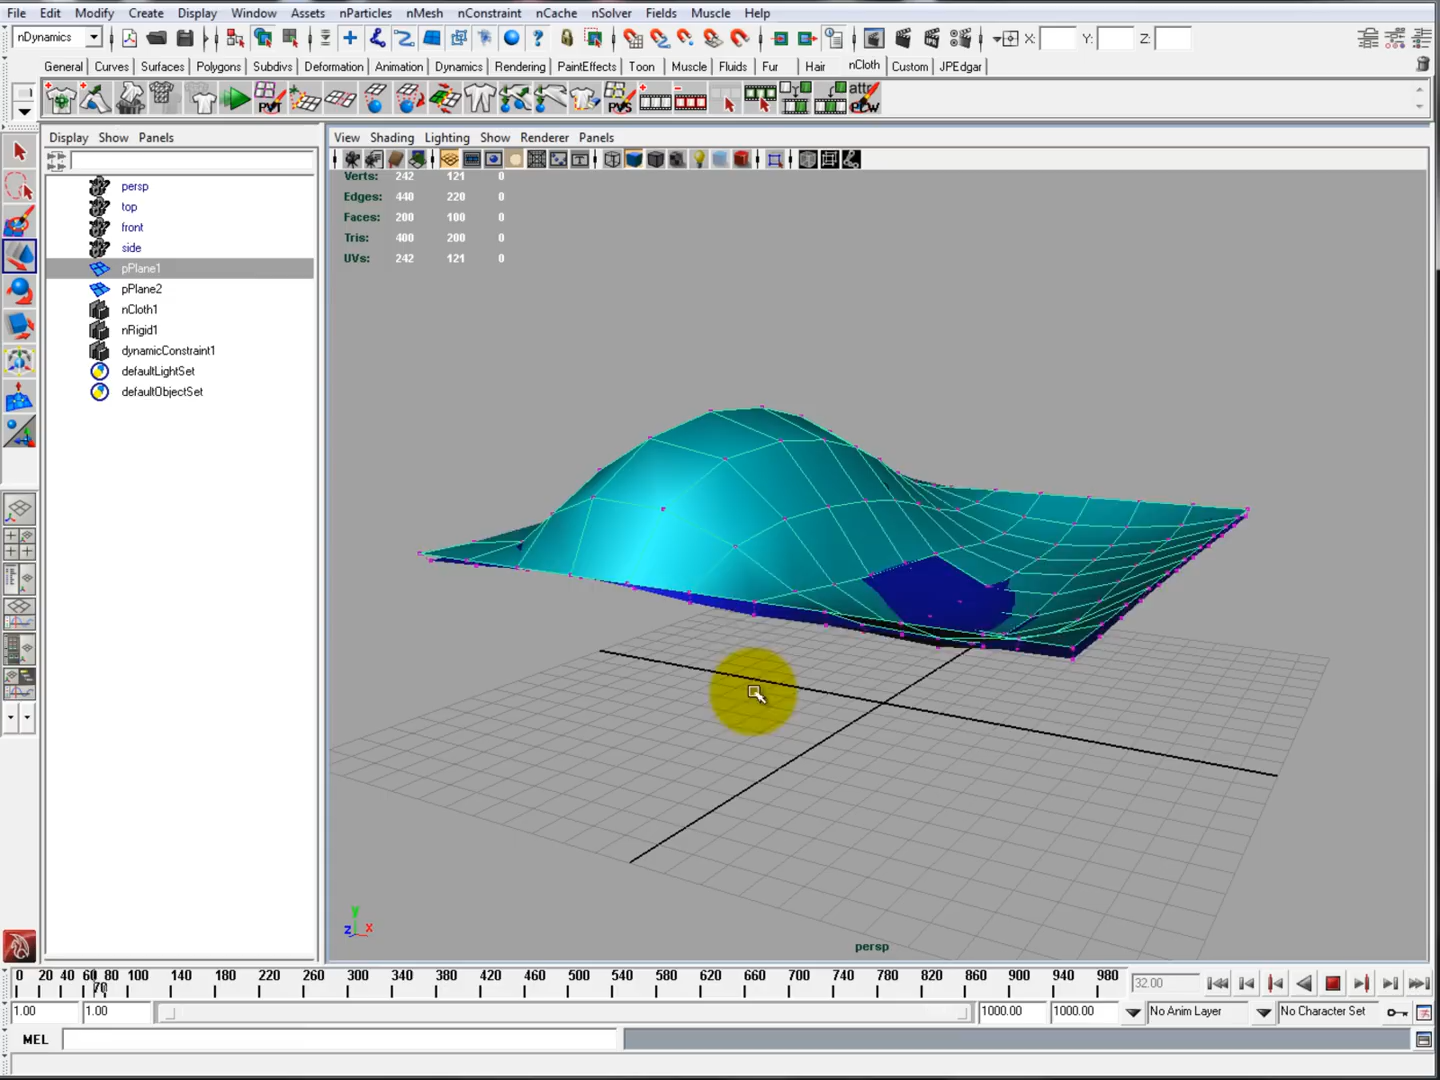 File Edit Modify Create Display Window Assets nParticles nMesh nConstraint nCache nSolver Fields Muscle Help
nDynamics X: Y: Z:
General Curves Surfaces Polygons Subdivs Deformation Animation Dynamics Rendering PaintEffects Toon Muscle Fluids Fur Hair nCloth Custom JPEdgar
PVT PVS attr PCW
Display Show Panels
View Shading Lighting Show Renderer Panels
persp
top
front
side
pPlane1
pPlane2
nCloth1
nRigid1
dynamicConstraint1
defaultLightSet
defaultObjectSet
Verts: 242 121 0
Edges: 440 220 0
Faces: 200 100 0
Tris: 400 200 0
UVs: 242 121 0
y
z x
persp
0 20 40 60 80 100 140 180 220 260 300 340 380 420 460 500 540 580 620 660 700 740 780 820 860 900 940 980
70
32.00
1.00 1.00 1000.00 1000.00 No Anim Layer No Character Set
MEL